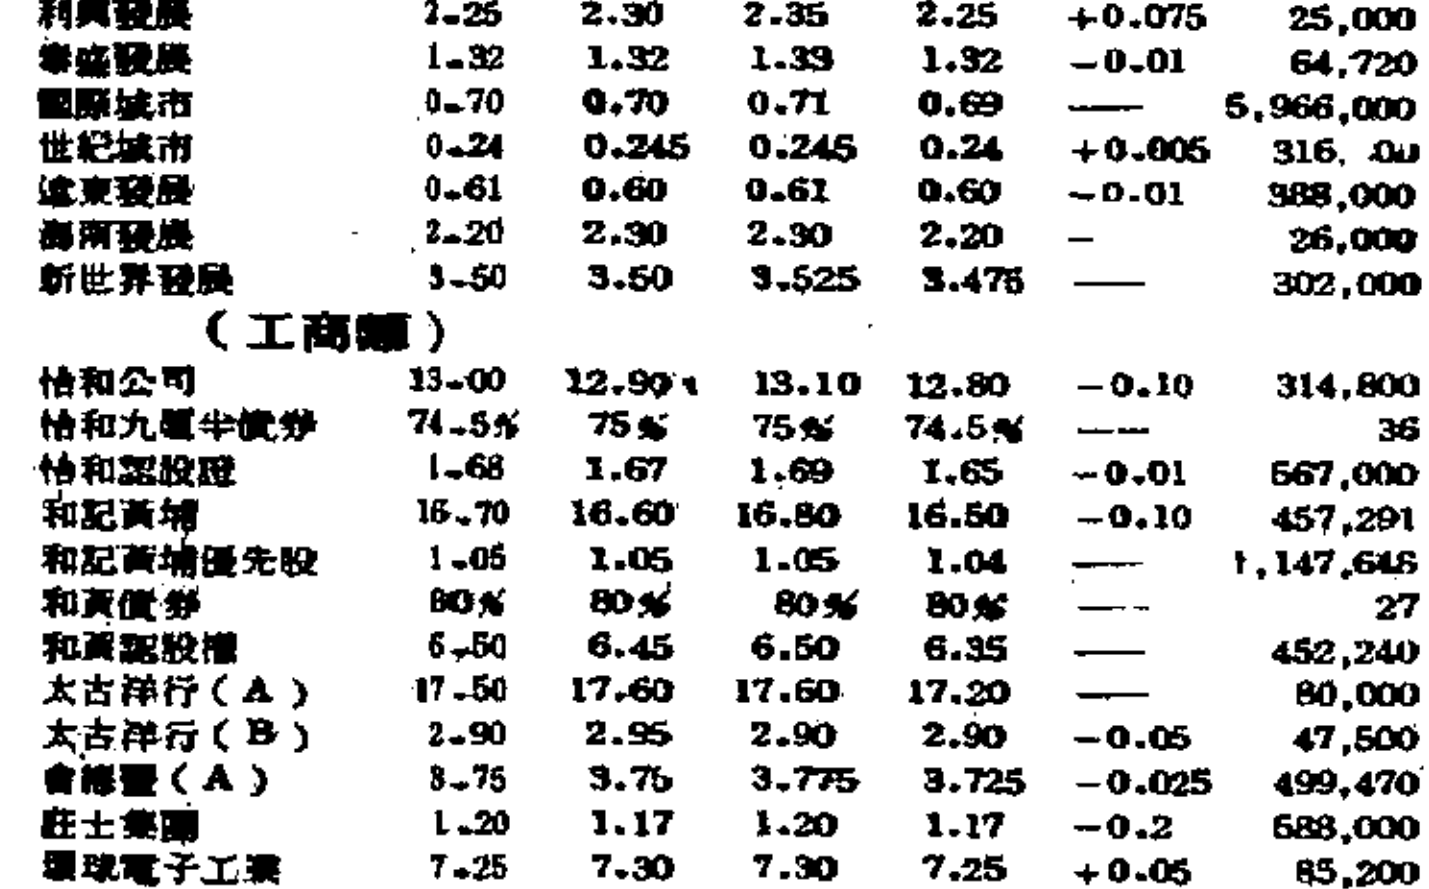 利興發展 2.25 2.30 2.35 2.25 +0.075 25,000
發展 1.32 1.32 1.33 1.32 −0.01 64,720
國際城市 0.70 0.70 0.71 0.69 —— 5,966,000
世紀城市 0.24 0.245 0.245 0.24 +0.005
遠東發展 0.61 0.60 0.61 0.60 −0.01 388,000
海南發展 2.20 2.30 2.30 2.20 — 26,000
新世界發展 3.50 3.50 3.525 3.475 —— 302,000
（工商類）
怡和公司 13.00 12.90 13.10 12.80 −0.10 314,800
怡和九厘半債券 74.5% 75% 75% 74.5% —— 36
怡和認股證 1.68 1.67 1.69 1.65 −0.01 567,000
和記黃埔 16.70 16.60 16.80 16.50 −0.10 457,291
和記黃埔優先股 1.05 1.05 1.05 1.04 —— 1,147,648
和黃債券 80% 80% 80% 80% —— 27
和黃認股權 6.50 6.45 6.50 6.35 —— 452,240
太古洋行（A） 17.50 17.60 17.60 17.20 —— 80,000
太古洋行（B） 2.90 2.95 2.90 2.90 −0.05 47,500
會德豐（A） 3.75 3.75 3.775 3.725 −0.025 499,470
莊士集團 1.20 1.17 1.20 1.17 −0.2 588,000
環球電子工業 7.25 7.30 7.30 7.25 +0.05 85,200